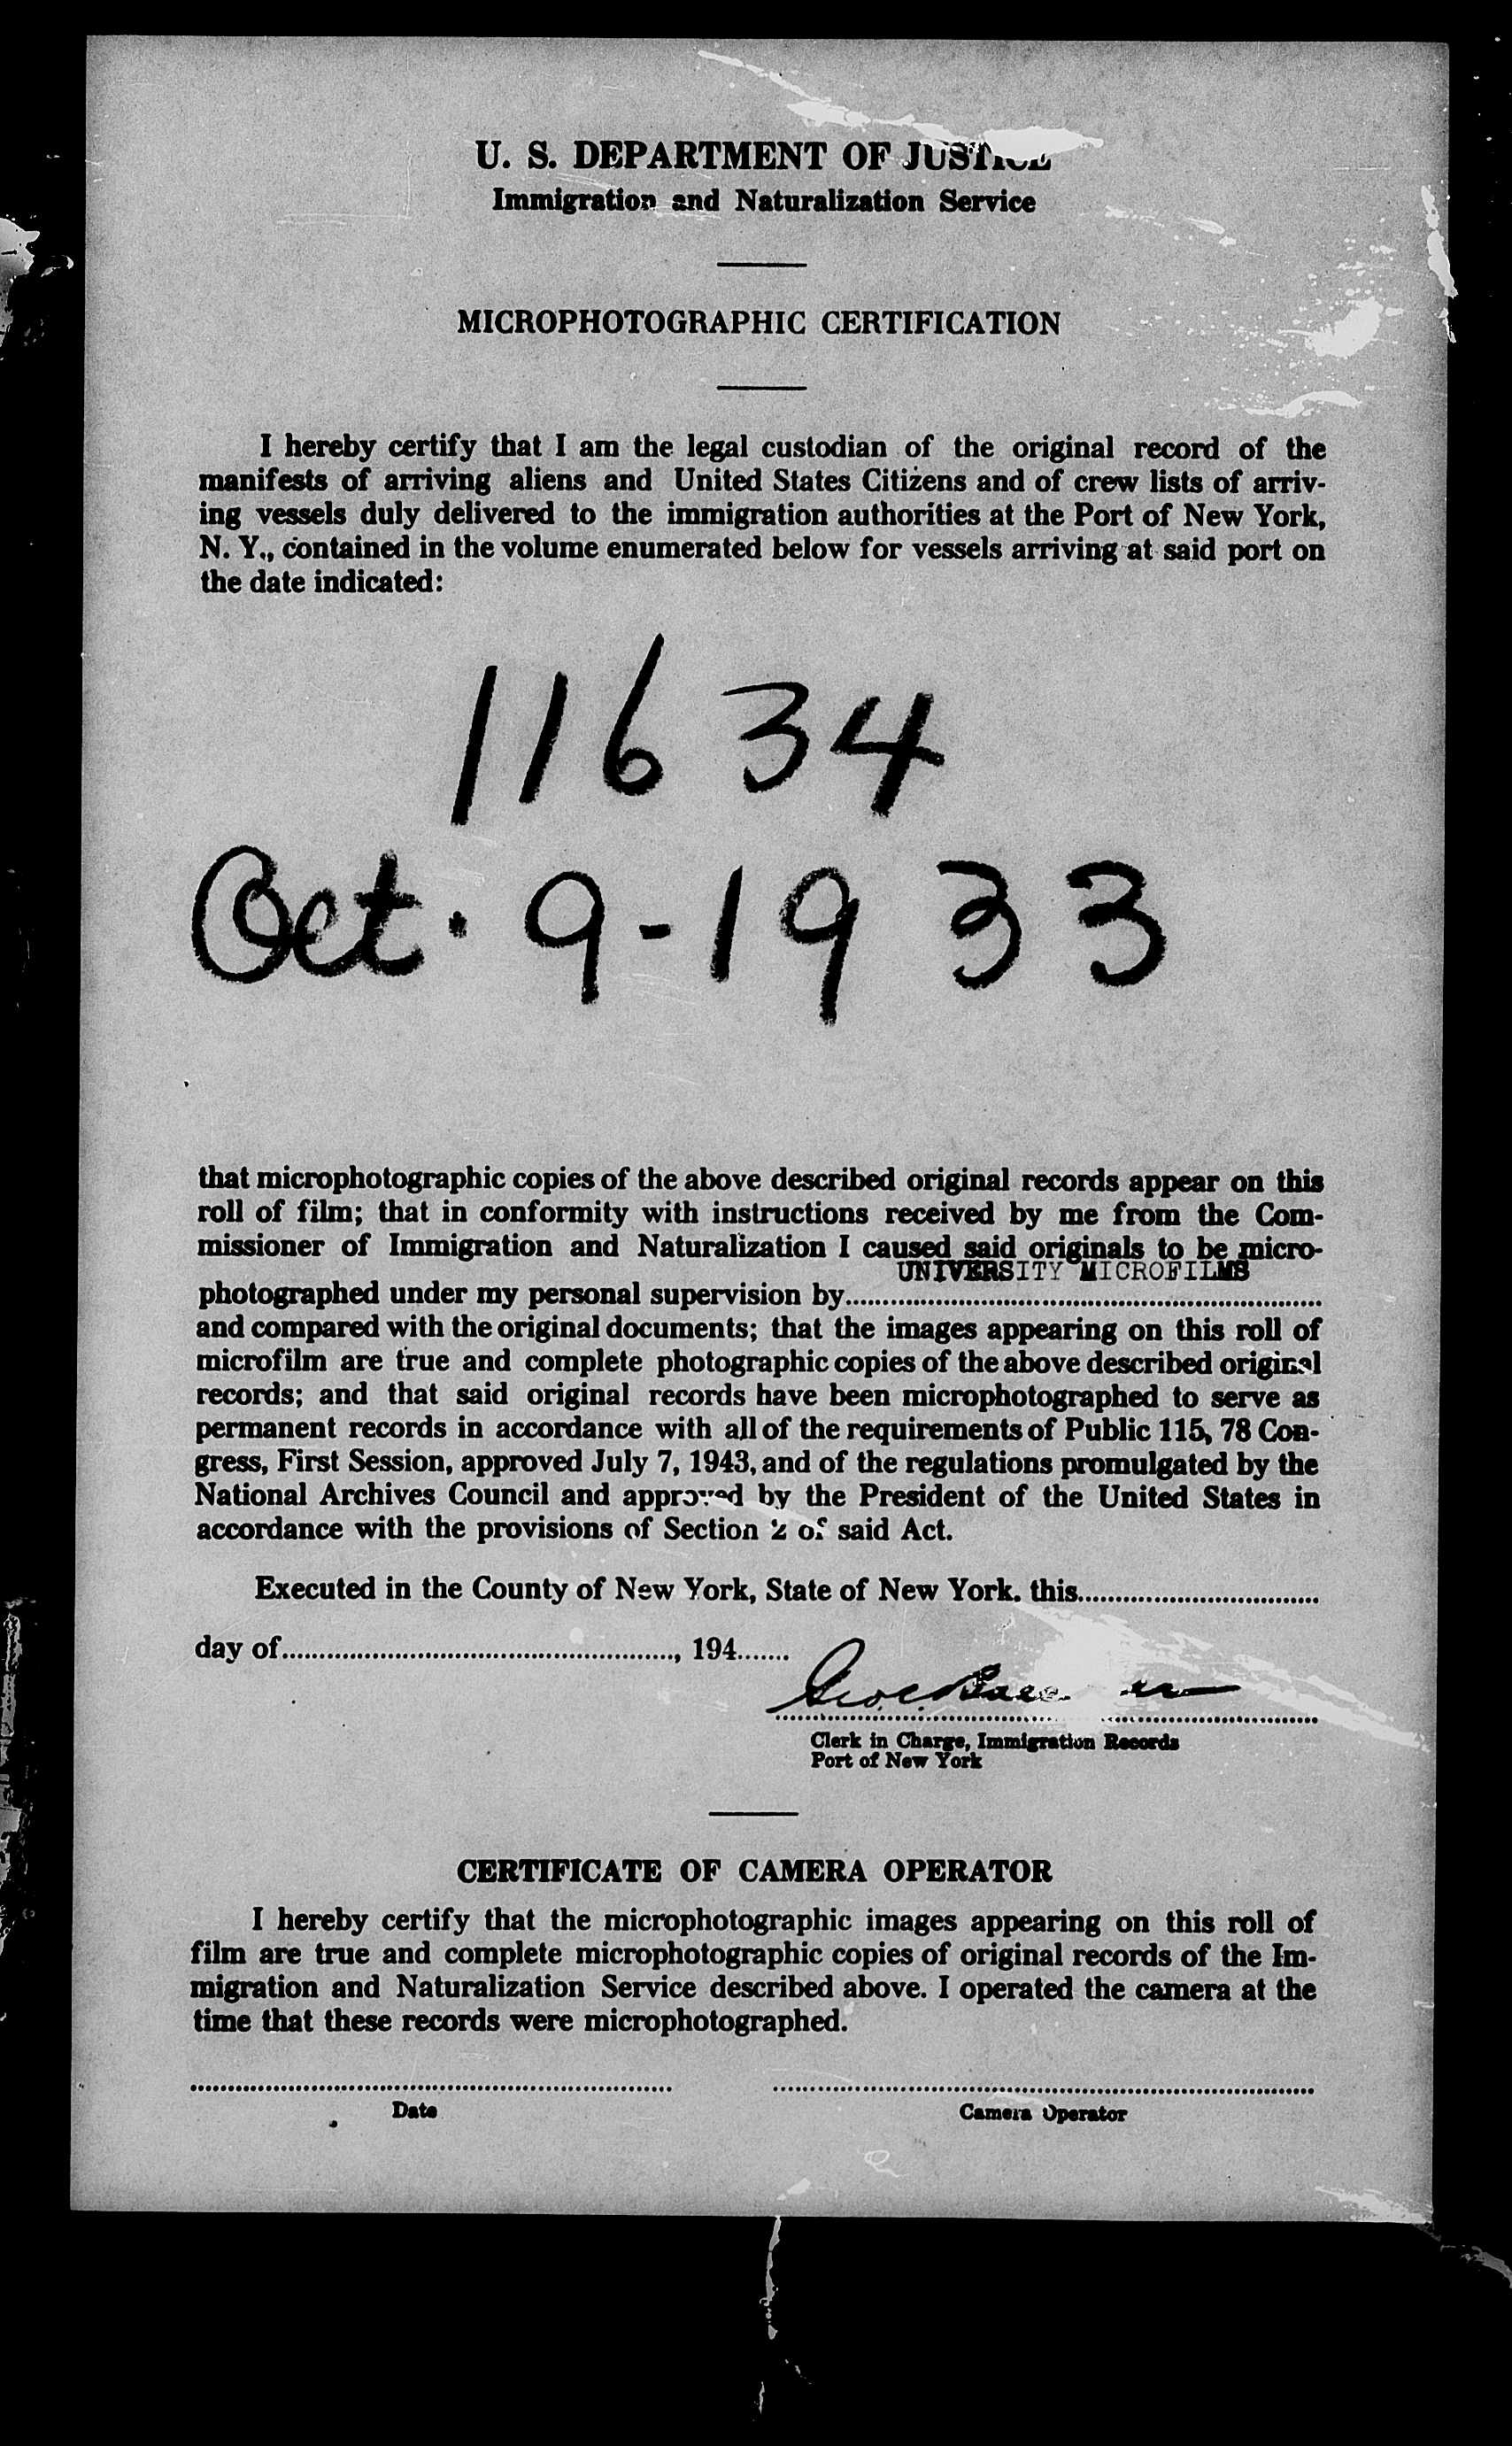 U. S. DEPARTMENT OF JUSTICE
Immigration and Naturalization Service
MICROPHOTOGRAPHIC CERTIFICATION
I hereby certify that I am the legal custodian of the original record of the
manifests of arriving aliens and United States Citizens and of crew lists of arriv-
ing vessels duly delivered to the immigration authorities at the Port of New York,
N. Y., contained in the volume enumerated below for vessels arriving at said port on
the date indicated:
11634
Oct. 9-1933
that microphotographic copies of the above described original records appear on this
roll of film; that in conformity with instructions received by me from the Com-
missioner of Immigration and Naturalization I caused said originals to be micro-
UNIVERSITY MICROFILMS
photographed under my personal supervision by........................................
and compared with the original documents; that the images appearing on this roll of
microfilm are true and complete photographic copies of the above described original
records; and that said original records have been microphotographed to serve as
permanent records in accordance with all of the requirements of Public 115, 78 Con-
gress, First Session, approved July 7, 1943, and of the regulations promulgated by the
National Archives Council and approved by the President of the United States in
accordance with the provisions of Section 2 of said Act.
Executed in the County of New York, State of New York. this................................
day of...................................................., 194.......
Clerk in Charge, Immigration Records
Port of New York
CERTIFICATE OF CAMERA OPERATOR
I hereby certify that the microphotographic images appearing on this roll of
film are true and complete microphotographic copies of original records of the Im-
migration and Naturalization Service described above. I operated the camera at the
time that these records were microphotographed.
Date
Camera Operator